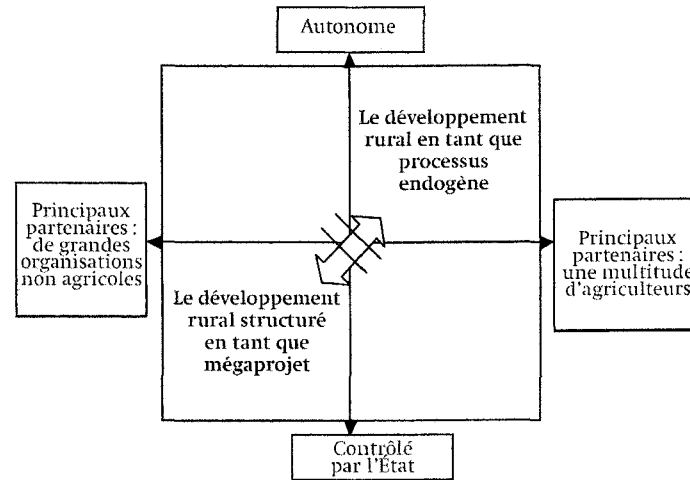 Autonome
Le développement
rural en tant que
processus
endogène
Principaux
partenaires :
de grandes
organisations
non agricoles
Principaux
partenaires :
une multitude
d'agriculteurs
Le développement
rural structuré
en tant que
mégaprojet
Contrôlé
par l'État